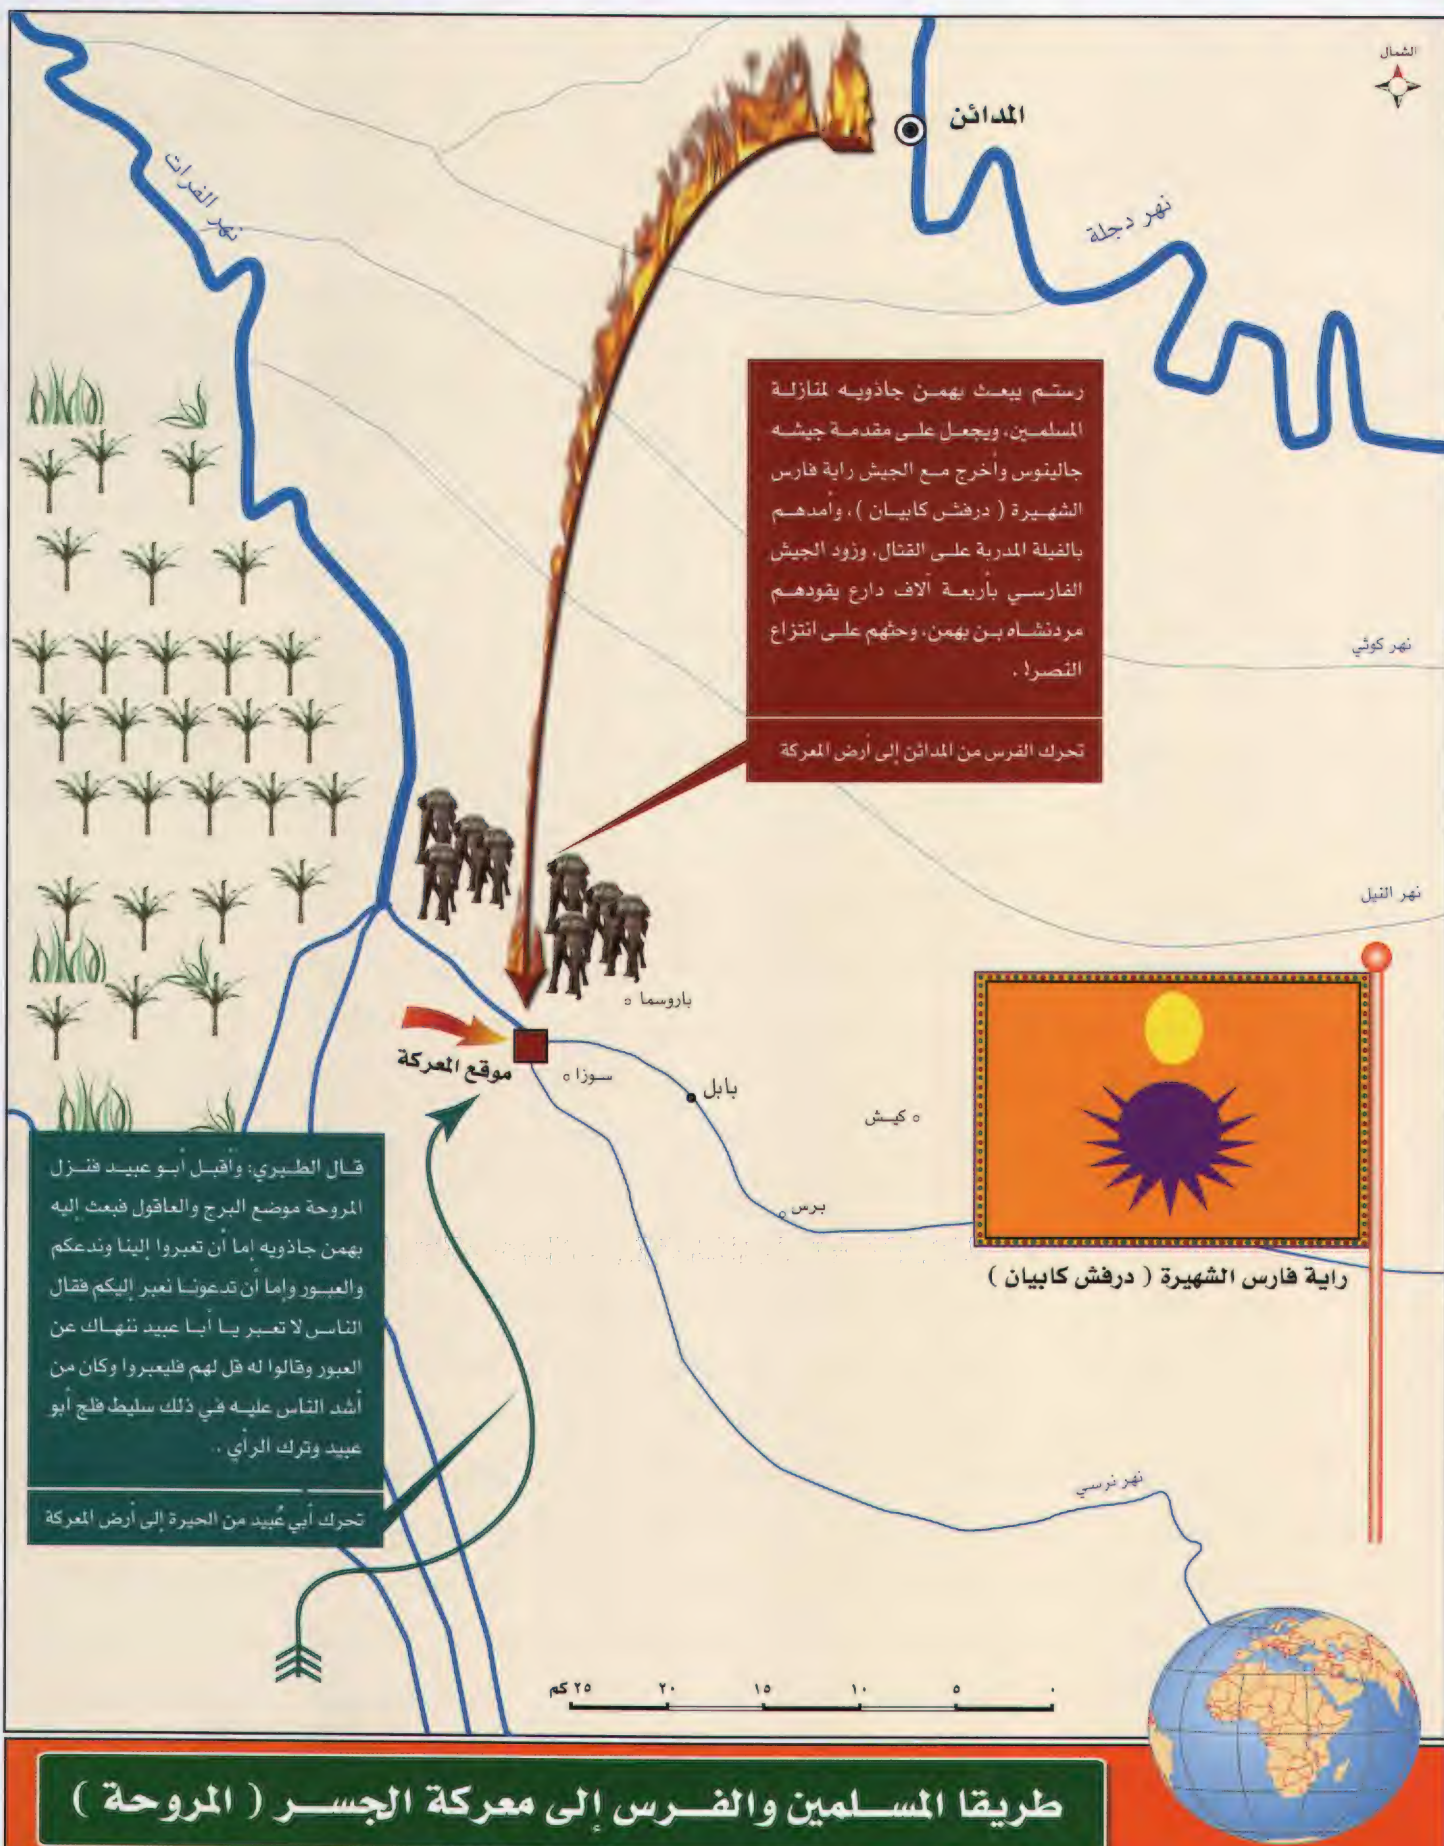 الشمال
المدائن
نهر دجلة
نهر الفرات
رستم يبعث بهمن جاذويه لمنازلة
المسلمين، ويجعل على مقدمة جيشه
جالينوس وأخرج مع الجيش راية فارس
الشهيرة ( درفش كابيان )، وأمدهم
بالفيلة المدربة على القتال، وزود الجيش
الفارسي بأربعة آلاف دارع يقودهم
مردنشاه بن بهمن، وحثهم على انتزاع
النصر! .
تحرك الفرس من المدائن إلى أرض المعركة
نهر كوثي
نهر النيل
باروسما
موقع المعركة
سوزا
بابل
كيش
برس
راية فارس الشهيرة ( درفش كابيان )
قال الطبري: وأقبل أبو عبيد فنزل
المروحة موضع البرج والعاقول فبعث إليه
بهمن جاذويه إما أن تعبروا إلينا وندعكم
والعبور وإما أن تدعونا نعبر إليكم فقال
الناس لا تعبر يا أبا عبيد ننهاك عن
العبور وقالوا له قل لهم فليعبروا وكان من
أشد الناس عليه في ذلك سليط فلج أبو
عبيد وترك الرأي .
تحرك أبي عُبيد من الحيرة إلى أرض المعركة
نهر نرسي
٢٥ كم ٢٠ ١٥ ١٠ ٥ ٠
طريقا المسلمين والفرس إلى معركة الجسر ( المروحة )